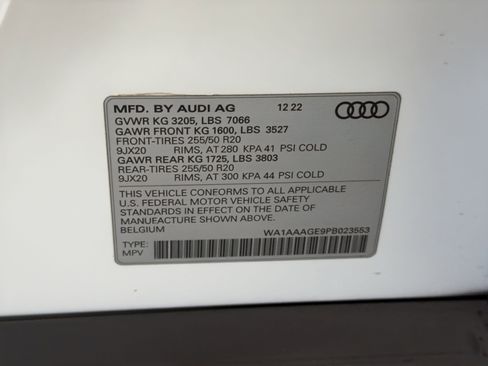 MFD. BY AUDI AG 12 22
GVWR KG 3205, LBS 7066
GAWR FRONT KG 1600, LBS 3527
FRONT-TIRES 255/50 R20
9JX20 RIMS, AT 280 KPA 41 PSI COLD
GAWR REAR KG 1725, LBS 3803
REAR-TIRES 255/50 R20
9JX20 RIMS, AT 300 KPA 44 PSI COLD
THIS VEHICLE CONFORMS TO ALL APPLICABLE
U.S. FEDERAL MOTOR VEHICLE SAFETY
STANDARDS IN EFFECT ON THE DATE OF
MANUFACTURE SHOWN ABOVE.
BELGIUM WA1AAAGE9PB023553
TYPE:
MPV